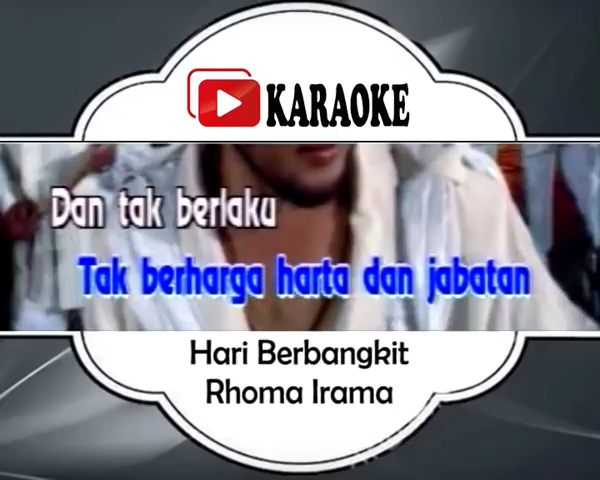 KARAOKE
Dan tak berlaku
Tak berharga harta dan jabatan
Hari Berbangkit
Rhoma Irama